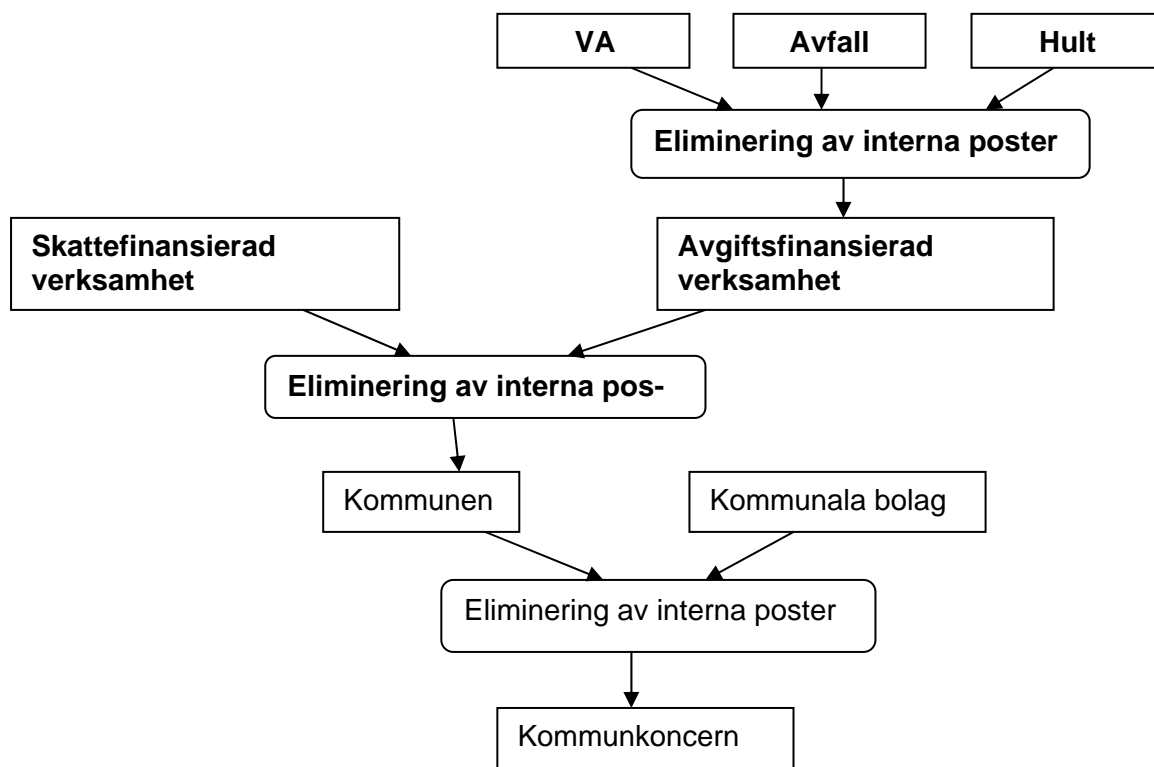 VA
Avfall
Hult
Eliminering av interna poster
Skattefinansierad
verksamhet
Avgiftsfinansierad
verksamhet
Eliminering av interna pos-
Kommunen
Kommunala bolag
Eliminering av interna poster
Kommunkoncern